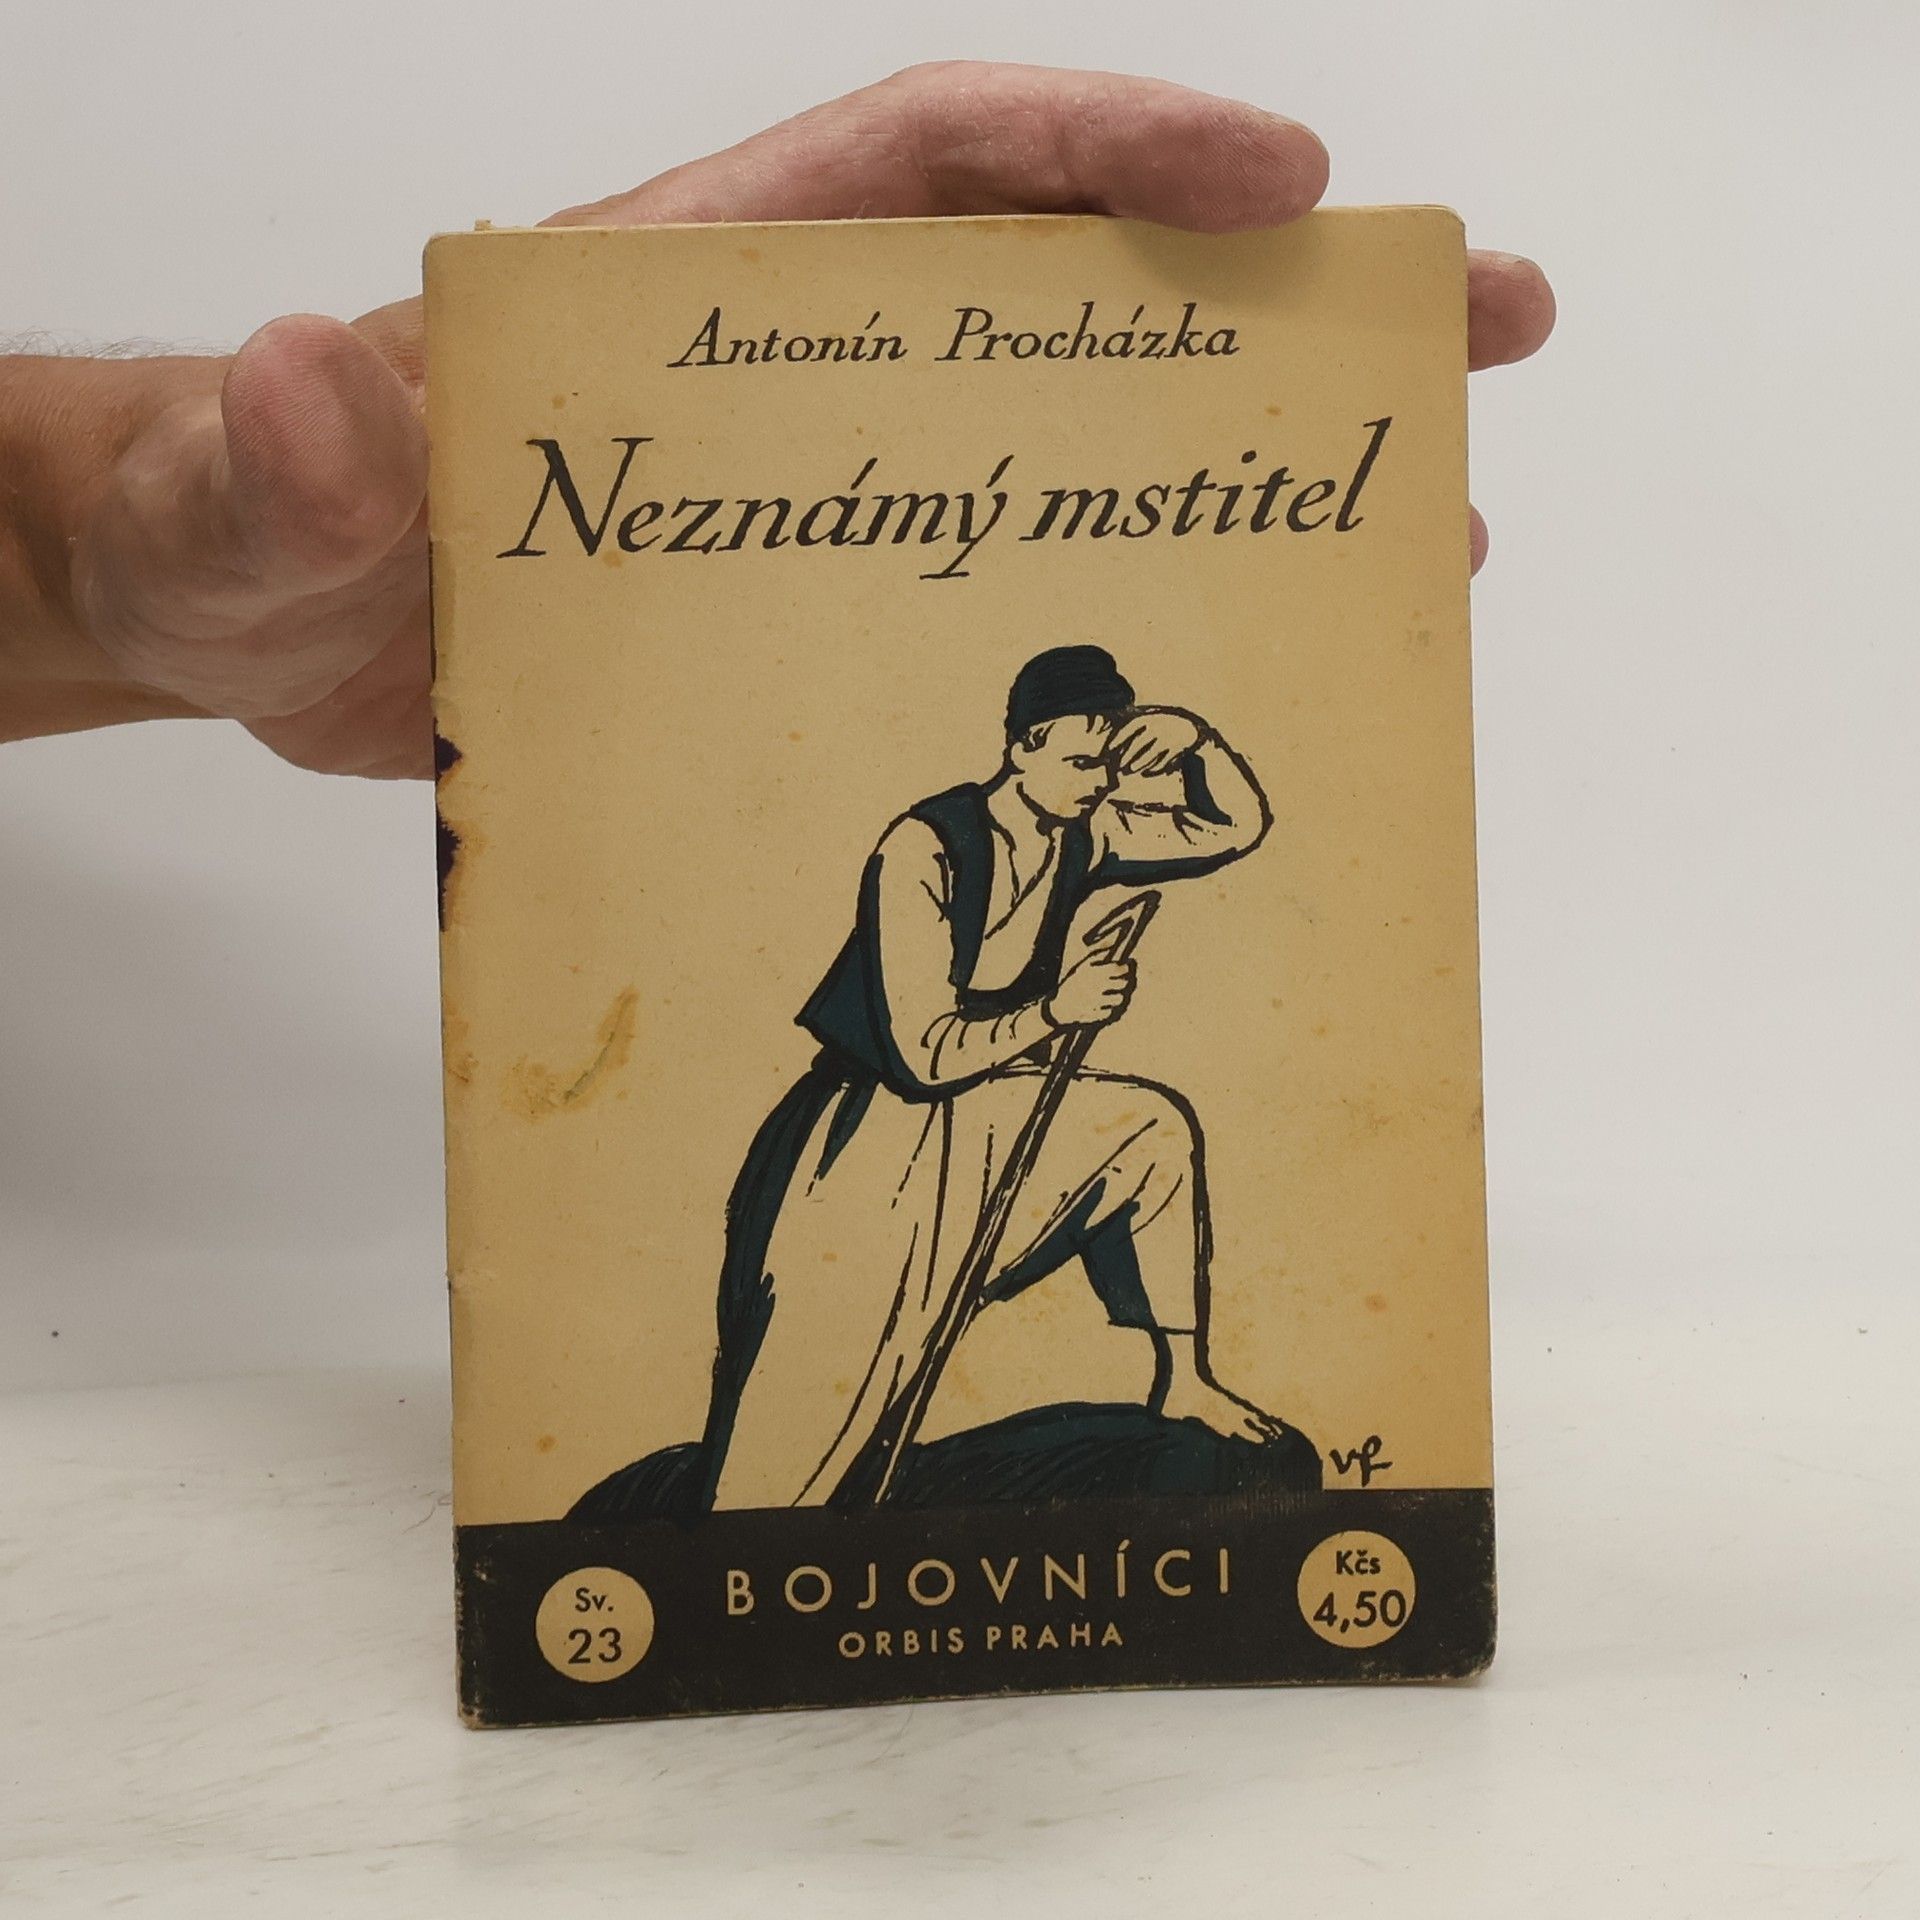 Antonín Procházka
Neznámý mstitel
vf
Sv.
23
BOJOVNÍCI
ORBIS PRAHA
Kčs
4,50